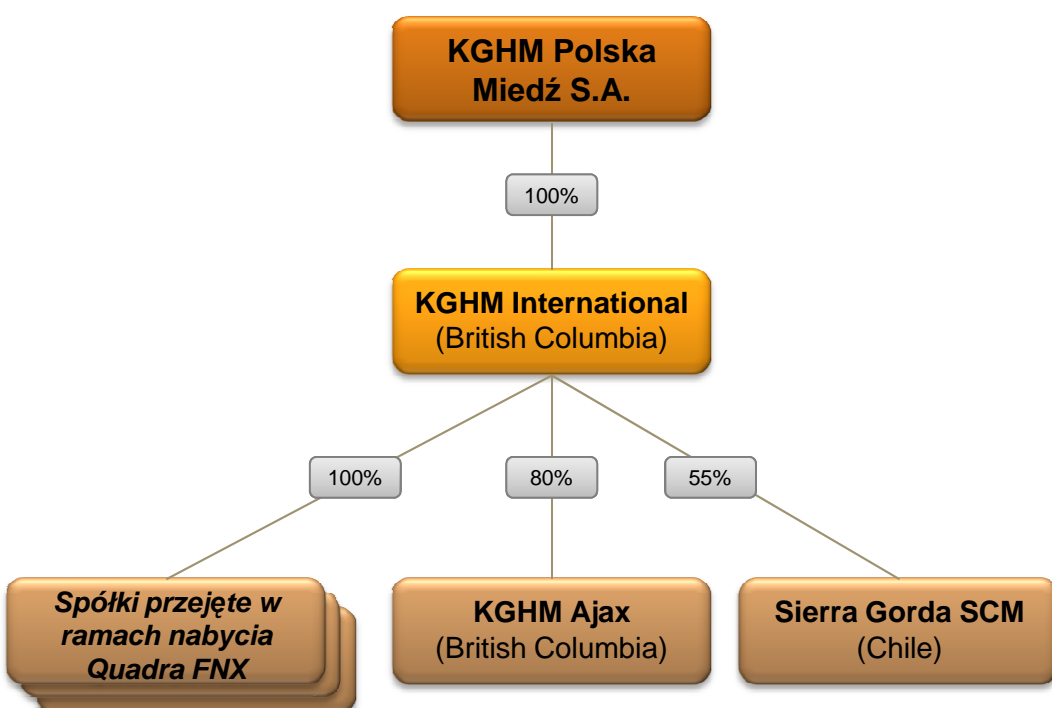 KGHM Polska
Miedź S.A.
100%
KGHM International
(British Columbia)
100%
80%
55%
Spółki przejęte w
ramach nabycia
Quadra FNX
KGHM Ajax
(British Columbia)
Sierra Gorda SCM
(Chile)